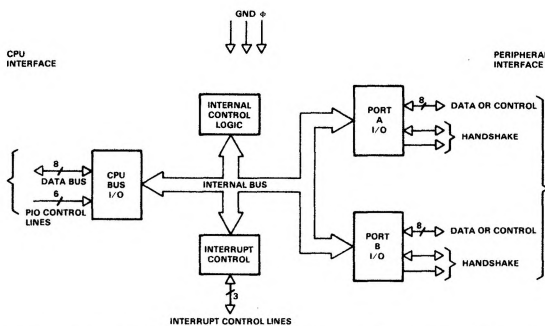 GND Φ
CPU
INTERFACE
PERIPHERAL
INTERFACE
INTERNAL
CONTROL
LOGIC
PORT
A
I/O
8
DATA OR CONTROL
HANDSHAKE
8
DATA BUS
6
PIO CONTROL
LINES
CPU
BUS
I/O
INTERNAL BUS
INTERRUPT
CONTROL
3
INTERRUPT CONTROL LINES
PORT
B
I/O
8
DATA OR CONTROL
HANDSHAKE